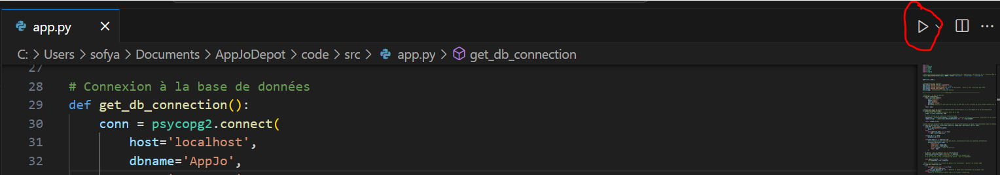 app.py
C: > Users > sofya > Documents > AppJoDepot > code > src > app.py > get_db_connection
27
28 # Connexion à la base de données
29 def get_db_connection():
30 conn = psycopg2.connect(
31 host='localhost',
32 dbname='AppJo',